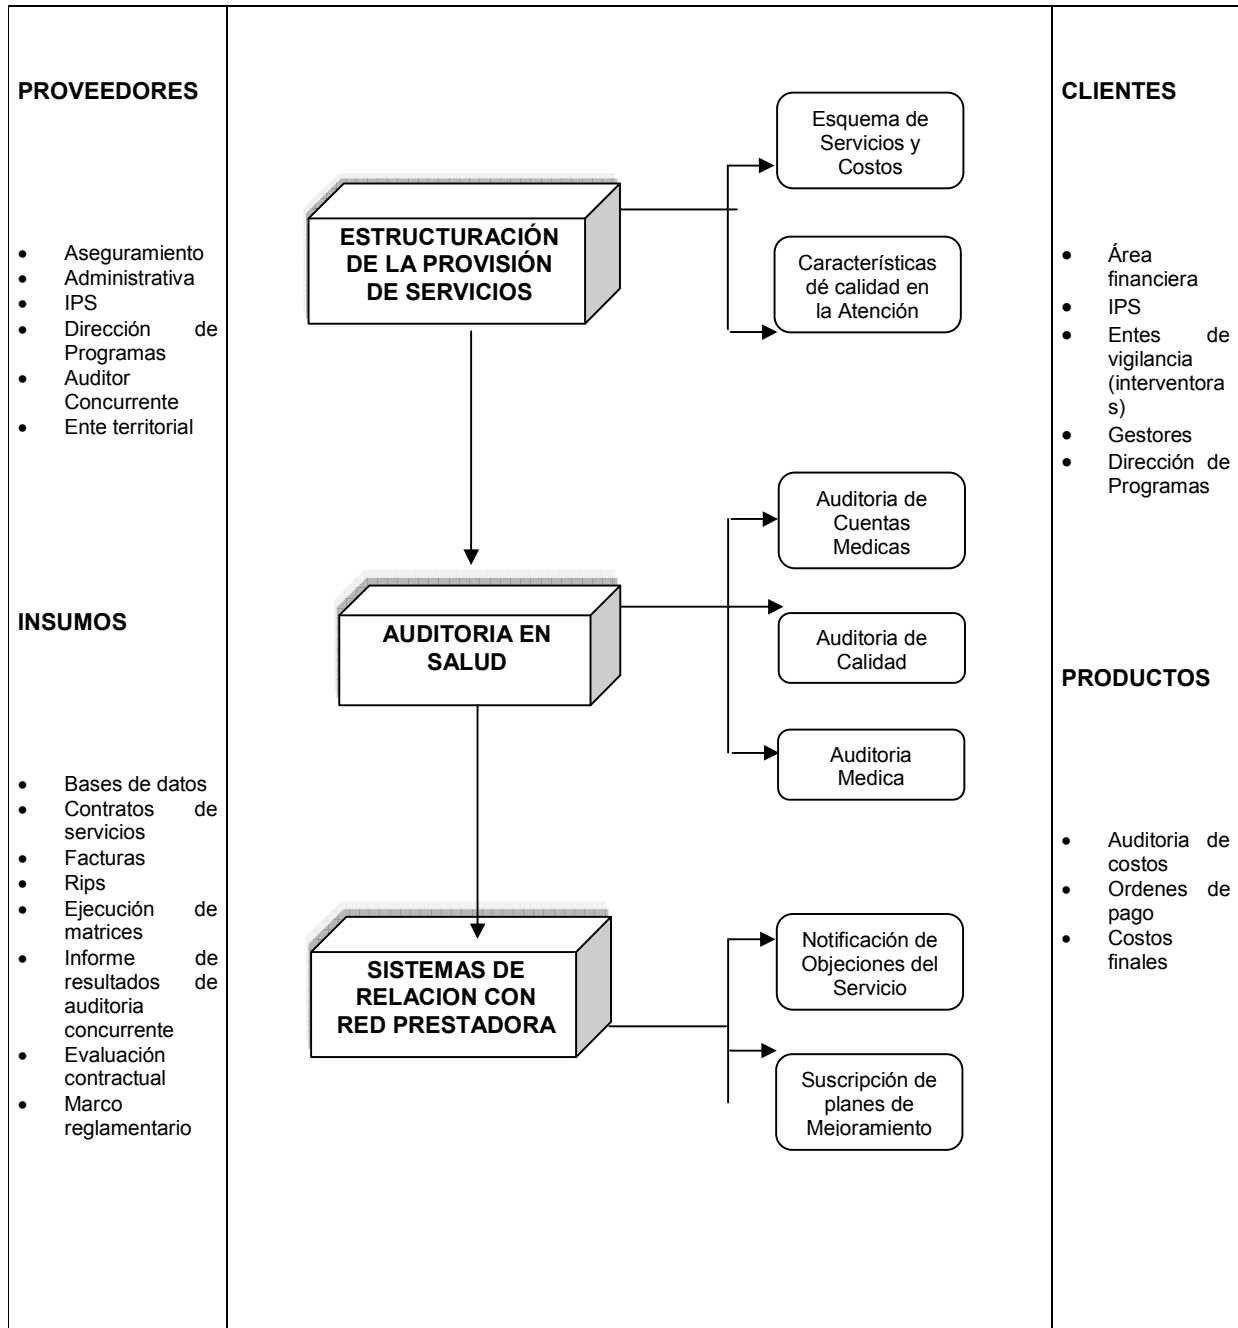 PROVEEDORES
• Aseguramiento
• Administrativa
• IPS
• Dirección de
Programas
• Auditor
Concurrente
• Ente territorial
INSUMOS
• Bases de datos
• Contratos de
servicios
• Facturas
• Rips
• Ejecución de
matrices
• Informe de
resultados de
auditoria
concurrente
• Evaluación
contractual
• Marco
reglamentario
ESTRUCTURACIÓN
DE LA PROVISIÓN
DE SERVICIOS
Esquema de
Servicios y
Costos
Características
dé calidad en
la Atención
AUDITORIA EN
SALUD
Auditoria de
Cuentas
Medicas
Auditoria de
Calidad
Auditoria
Medica
SISTEMAS DE
RELACION CON
RED PRESTADORA
Notificación de
Objeciones del
Servicio
Suscripción de
planes de
Mejoramiento
CLIENTES
• Área
financiera
• IPS
• Entes de
vigilancia
(interventora
s)
• Gestores
• Dirección de
Programas
PRODUCTOS
• Auditoria de
costos
• Ordenes de
pago
• Costos
finales